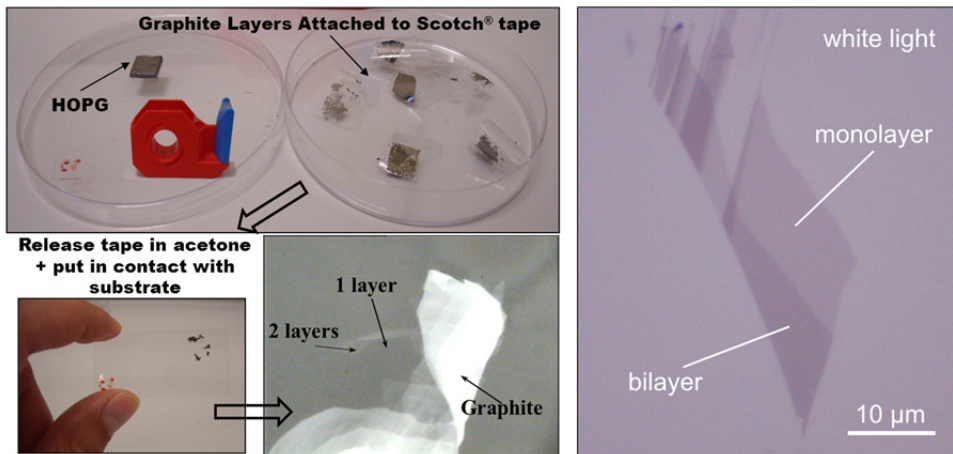 Graphite Layers Attached to Scotch® tape
HOPG
Release tape in acetone
+ put in contact with
substrate
1 layer
2 layers
Graphite
white light
monolayer
bilayer
10 µm